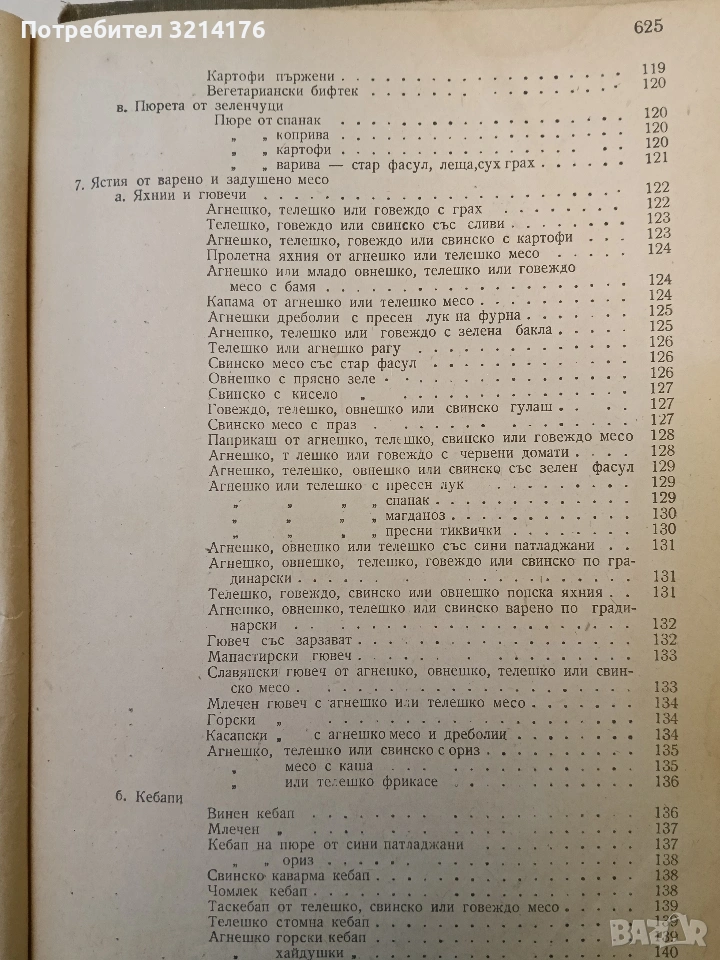 Потребител 3214176
625
Картофи пържени . . . . . . . . . . . . . . 119
Вегетариански бифтек . . . . . . . . . . . . . 120
в. Пюрета от зеленчуци
Пюре от спанак . . . . . . . . . . . . . . 120
„ „ коприва . . . . . . . . . . . . . . 120
„ „ картофи . . . . . . . . . . . . . . 120
„ „ варива — стар фасул, леща,сух грах . . . . . 121
7. Ястия от варено и задушено месо
а. Яхнии и гювечи . . . . . . . . . . . . . . 122
Агнешко, телешко или говеждо с грах . . . . . . . 122
Телешко, говеждо или свинско със сливи . . . . . . 123
Агнешко, телешко, говеждо или свинско с картофи . . . 123
Пролетна яхния от агнешко или телешко месо . . . . . 124
Агнешко или младо овнешко, телешко или говеждо
месо с бамя . . . . . . . . . . . . . . . 124
Капама от агнешко или телешко месо . . . . . . . . 124
Агнешки дреболии с пресен лук на фурна . . . . . . 125
Агнешко, телешко или говеждо с зелена бакла . . . . . 125
Телешко или агнешко рагу . . . . . . . . . . . 126
Свинско месо със стар фасул . . . . . . . . . . 126
Овнешко с прясно зеле . . . . . . . . . . . . 126
Свинско с кисело „ . . . . . . . . . . . . 127
Говеждо, телешко, овнешко или свинско гулаш . . . . 127
Свинско месо с праз . . . . . . . . . . . . . 127
Паприкаш от агнешко, телешко, свинско или говеждо месо 128
Агнешко, т лешко или говеждо с червени домати . . . . 128
Агнешко, телешко, овнешко или свинско със зелен фасул 129
Агнешко или телешко с пресен лук . . . . . . . . 129
„ „ „ „ спанак . . . . . . . . . . 129
„ „ „ „ магданоз . . . . . . . . . 130
„ „ „ „ пресни тиквички . . . . . . 130
Агнешко, овнешко или телешко със сини патладжани . . 131
Агнешко, овнешко, телешко, говеждо или свинско по гра-
динарски . . . . . . . . . . . . . . . . 131
Телешко, говеждо, свинско или овнешко попска яхния . . 131
Агнешко, овнешко, телешко или свинско варено по гради-
нарски . . . . . . . . . . . . . . . . 132
Гювеч със зарзават . . . . . . . . . . . . . 132
Манастирски гювеч . . . . . . . . . . . . . 133
Славянски гювеч от агнешко, овнешко, телешко или свин-
ско месо . . . . . . . . . . . . . . . . 133
Млечен гювеч с агнешко или телешко месо . . . . . . 134
Горски „ . . . . . . . . . . . . . . . . 134
Касапски „ с агнешко месо и дреболии . . . . . . . 134
Агнешко, телешко или свинско с ориз . . . . . . . . 135
„ месо с каша . . . . . . . . . . . . . 135
„ или телешко фрикасе . . . . . . . . . . 136
б. Кебапи
Винен кебап . . . . . . . . . . . . . . . 136
Млечен „ . . . . . . . . . . . . . . . . 137
Кебап на пюре от сини патладжани . . . . . . . . 137
„ „ ориз . . . . . . . . . . . . . . . 138
Свинско каварма кебап . . . . . . . . . . . . 138
Чомлек кебап . . . . . . . . . . . . . . . 138
Таскебап от телешко, свинско или говеждо месо . . . . . 139
Телешко стомна кебап . . . . . . . . . . . . 139
Агнешко горски кебап . . . . . . . . . . . . 139
„ хайдушки „ . . . . . . . . . . . . 140
BAZAR